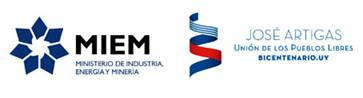 MIEM
MINISTERIO DE INDUSTRIA,
ENERGÍA Y MINERÍA
JOSÉ ARTIGAS
UNIÓN DE LOS PUEBLOS LIBRES
BICENTENARIO.UY